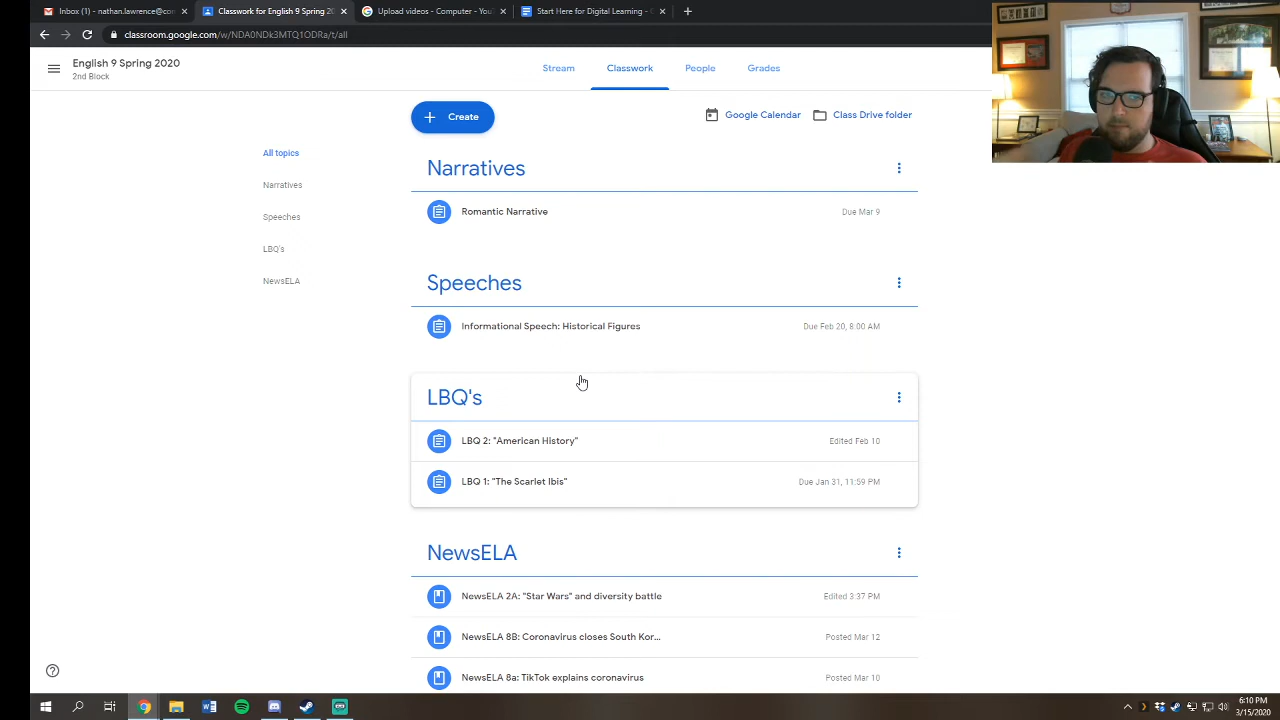 Inbox (1) - nathan.lawrence@co
Classwork for English 9 Spring 20
Upload videos - Computer -
Start Here for Digital Learning -
classroom.google.com/w/NDA0NDk3MTQ1ODRa/t/all
English 9 Spring 2020
2nd Block
Stream
Classwork
People
Grades
Create
Google Calendar
Class Drive folder
All topics
Narratives
Speeches
LBQ's
NewsELA
Narratives
Romantic Narrative
Due Mar 9
Speeches
Informational Speech: Historical Figures
Due Feb 20, 8:00 AM
LBQ's
LBQ 2: "American History"
Edited Feb 10
LBQ 1: "The Scarlet Ibis"
Due Jan 31, 11:59 PM
NewsELA
NewsELA 2A: "Star Wars" and diversity battle
Edited 3:37 PM
NewsELA 8B: Coronavirus closes South Kor...
Posted Mar 12
NewsELA 8a: TikTok explains coronavirus
Posted Mar 10
6:10 PM
3/15/2020